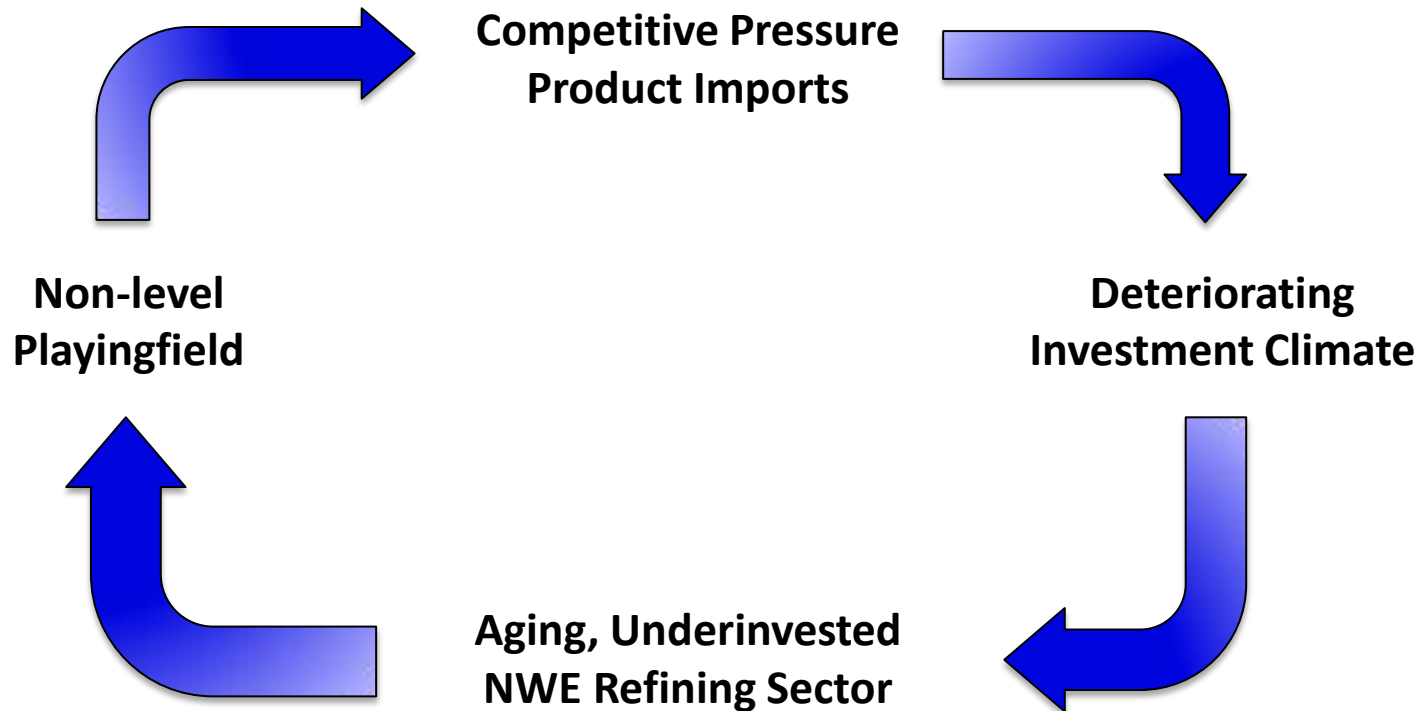 Competitive Pressure
Product Imports
Non-level
Playingfield
Deteriorating
Investment Climate
Aging, Underinvested
NWE Refining Sector